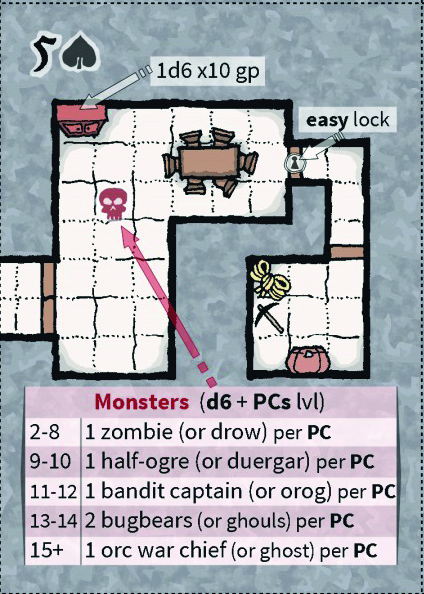 5♠
1d6 x10 gp
easy lock
Monsters (d6 + PCs lvl)
2-8 1 zombie (or drow) per PC
9-10 1 half-ogre (or duergar) per PC
11-12 1 bandit captain (or orog) per PC
13-14 2 bugbears (or ghouls) per PC
15+ 1 orc war chief (or ghost) per PC